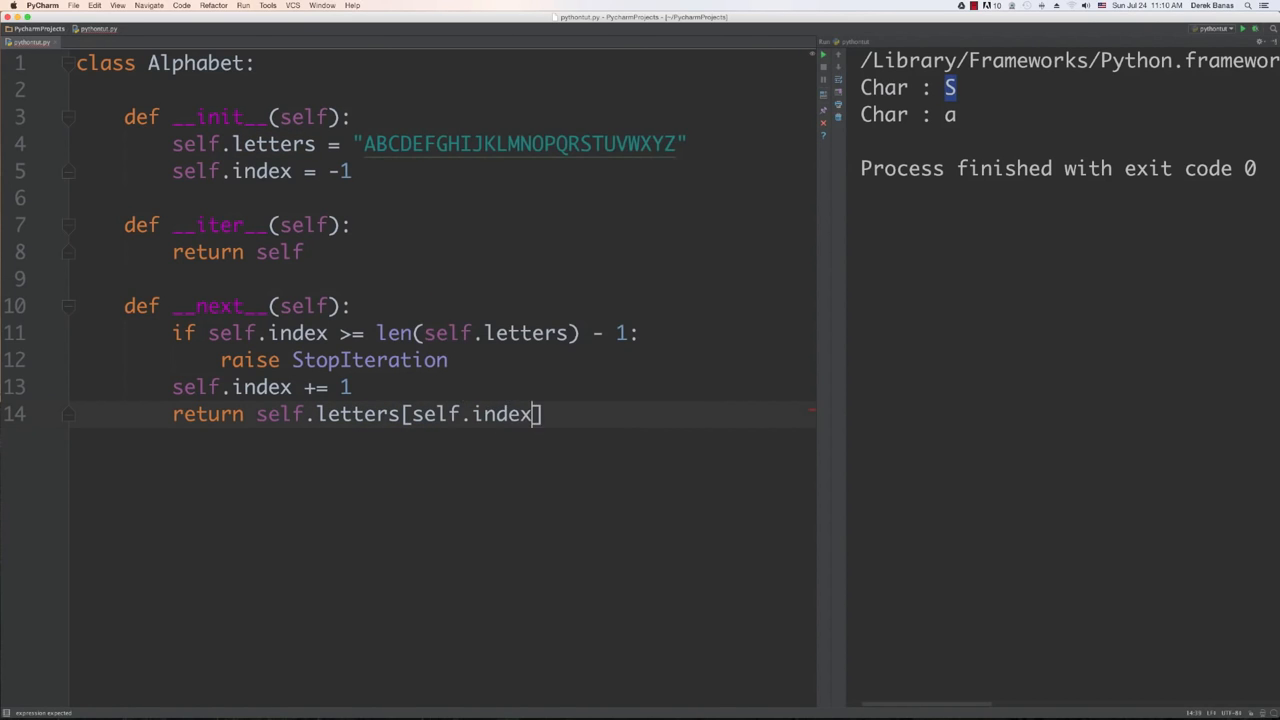 PyCharm File Edit View Navigate Code Refactor Run Tools VCS Window Help
10 Sun Jul 24 11:10 AM Derek Banas
pythontut.py - PycharmProjects - [~/PycharmProjects]
PycharmProjects pythontut.py
pythontut
pythontut.py
Run: pythontut
1 class Alphabet:
2
3 def __init__(self):
4 self.letters = "ABCDEFGHIJKLMNOPQRSTUVWXYZ"
5 self.index = -1
6
7 def __iter__(self):
8 return self
9
10 def __next__(self):
11 if self.index >= len(self.letters) - 1:
12 raise StopIteration
13 self.index += 1
14 return self.letters[self.index]
/Library/Frameworks/Python.framewor
Char : S
Char : a
Process finished with exit code 0
expression expected
LF÷ UTF-8÷